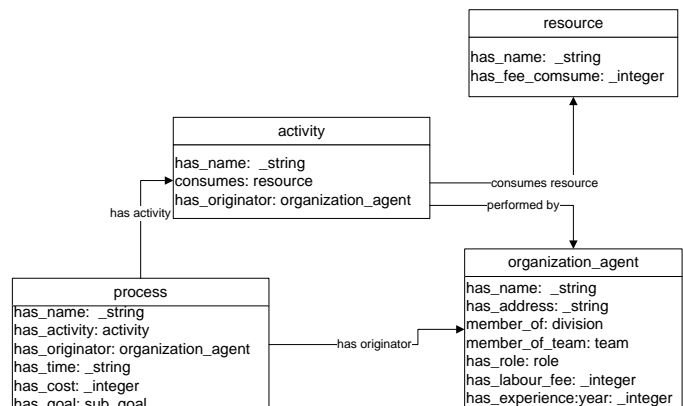 resource
has_name: _string
has_fee_comsume: _integer
activity
has_name: _string
consumes: resource
has_originator: organization_agent
consumes resource
performed by
has activity
organization_agent
has_name: _string
has_address: _string
member_of: division
member_of_team: team
has_role: role
has_labour_fee: _integer
has_experience:year: _integer
process
has_name: _string
has_activity: activity
has_originator: organization_agent
has_time: _string
has_cost: _integer
has_goal: sub_goal
has originator